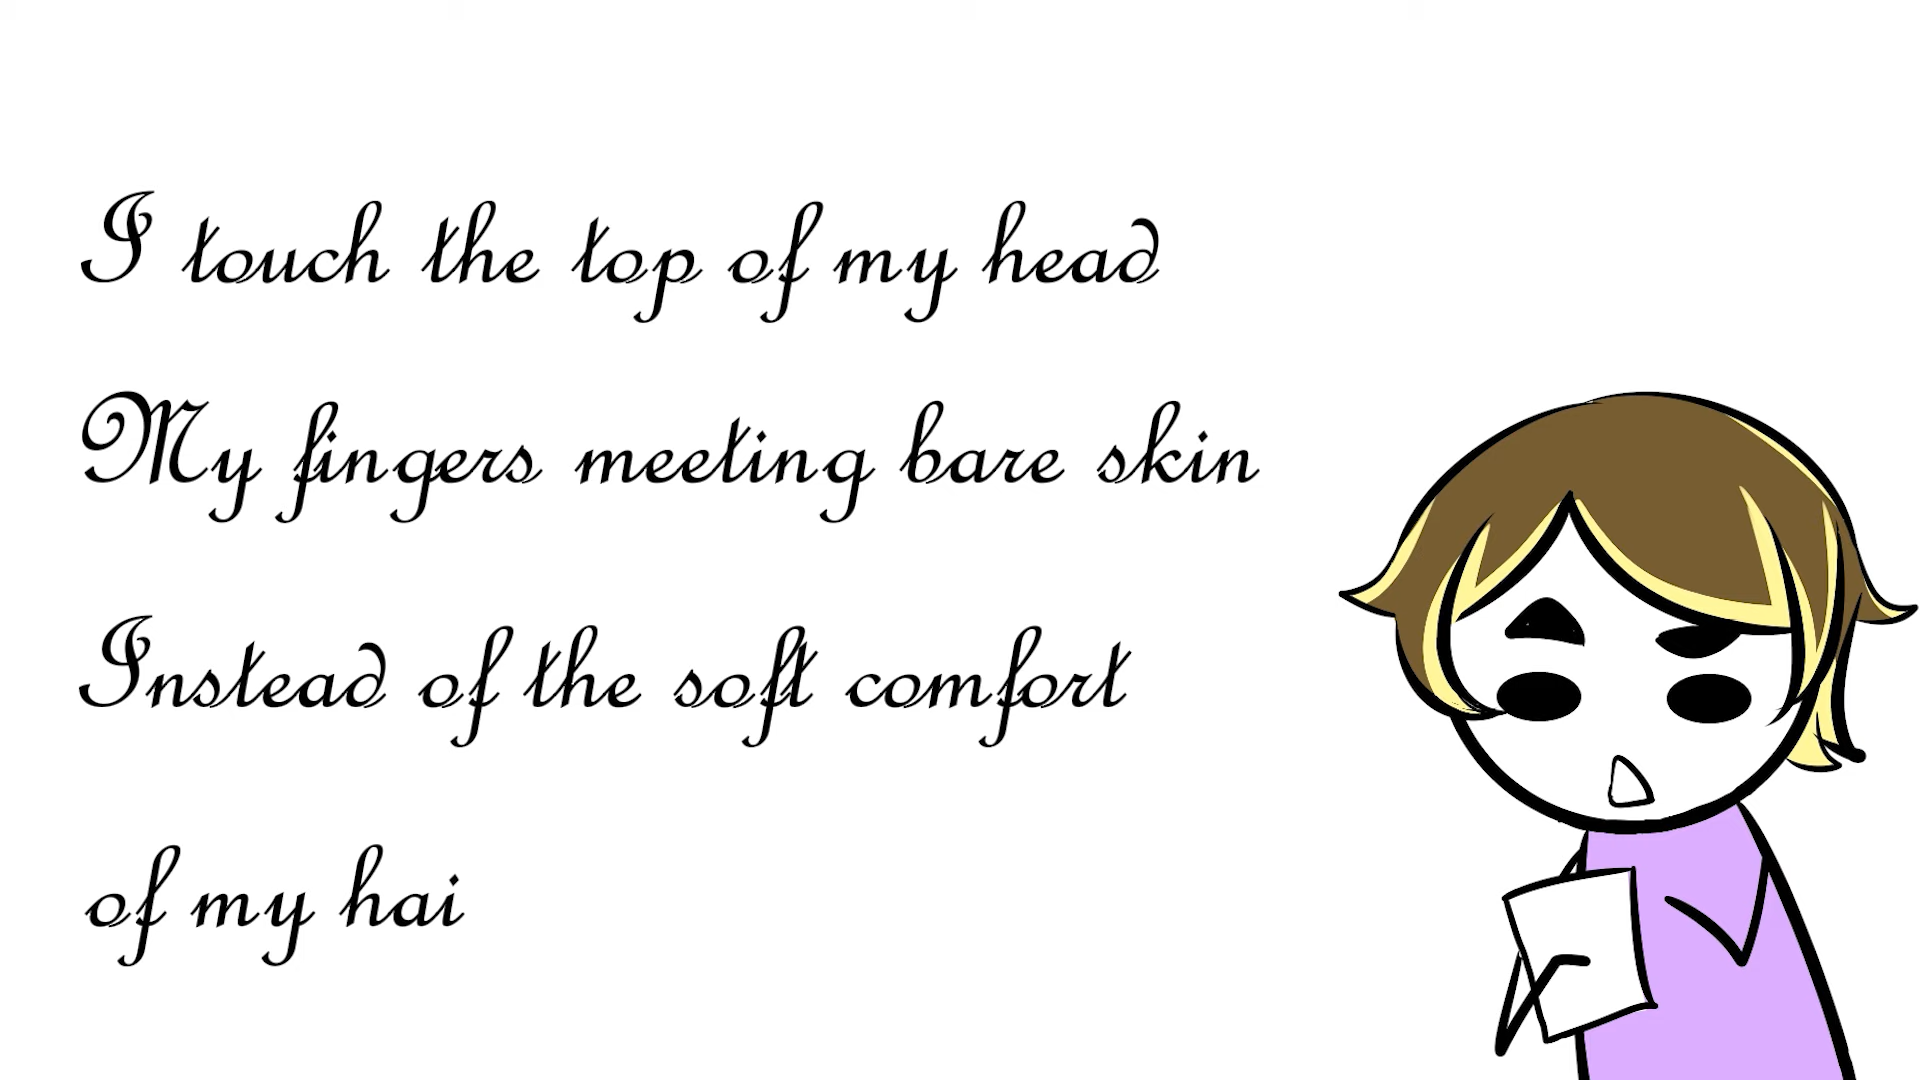 I touch the top of my head
My fingers meeting bare skin
Instead of the soft comfort
of my hai